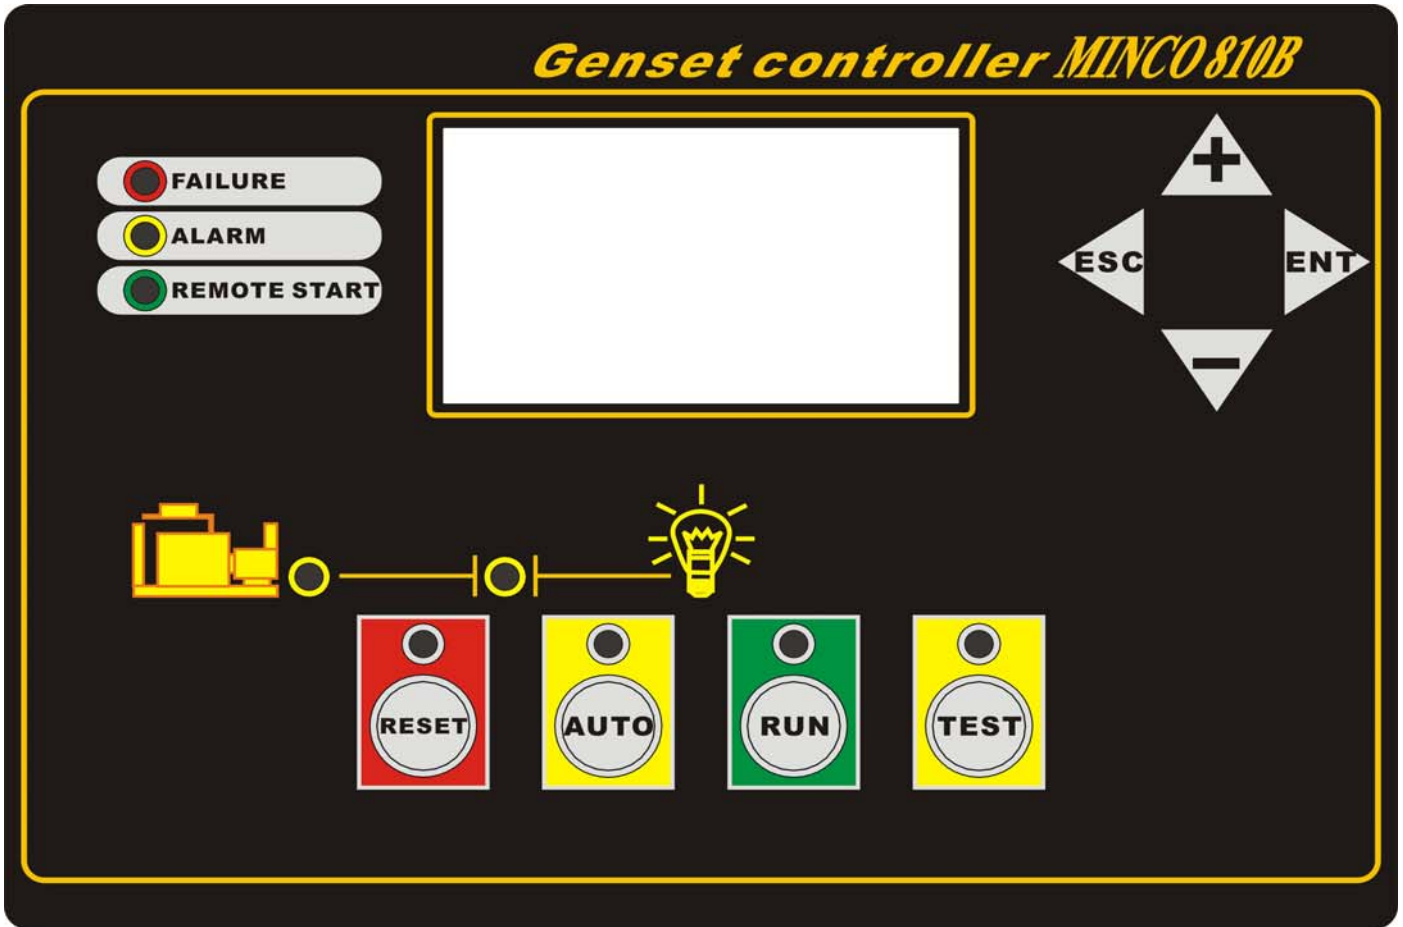 Genset controller MINCO 810B
FAILURE
ALARM
REMOTE START
+
ESC
ENT
−
RESET
AUTO
RUN
TEST